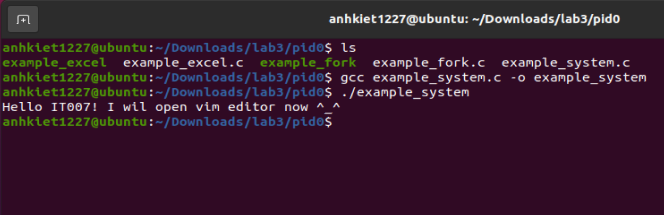 anhkiet1227@ubuntu: ~/Downloads/lab3/pid0
anhkiet1227@ubuntu:~/Downloads/lab3/pid0$ ls
example_excel  example_excel.c  example_fork  example_fork.c  example_system.c
anhkiet1227@ubuntu:~/Downloads/lab3/pid0$ gcc example_system.c -o example_system
anhkiet1227@ubuntu:~/Downloads/lab3/pid0$ ./example_system
Hello IT007! I wil open vim editor now ^_^
anhkiet1227@ubuntu:~/Downloads/lab3/pid0$